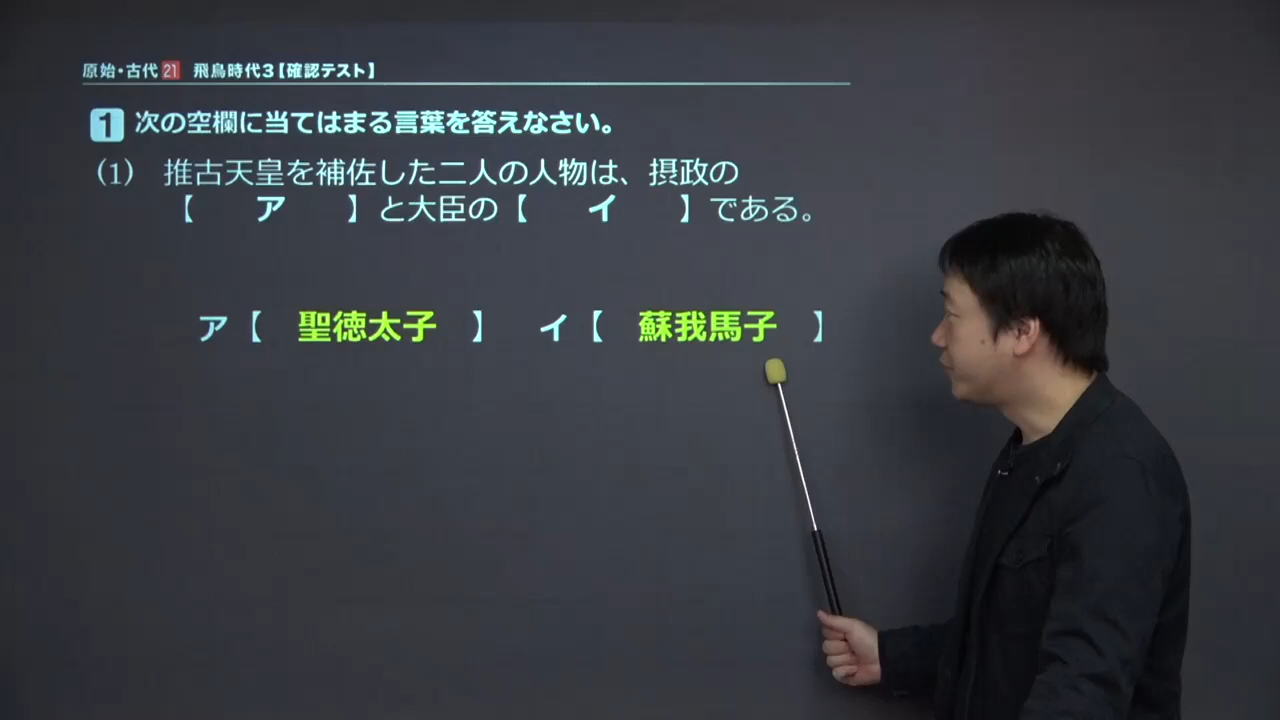 原始・古代21 飛鳥時代3【確認テスト】
1 次の空欄に当てはまる言葉を答えなさい。
(1) 推古天皇を補佐した二人の人物は、摂政の
【 ア 】と大臣の【 イ 】である。
ア【 聖徳太子 】 イ【 蘇我馬子 】